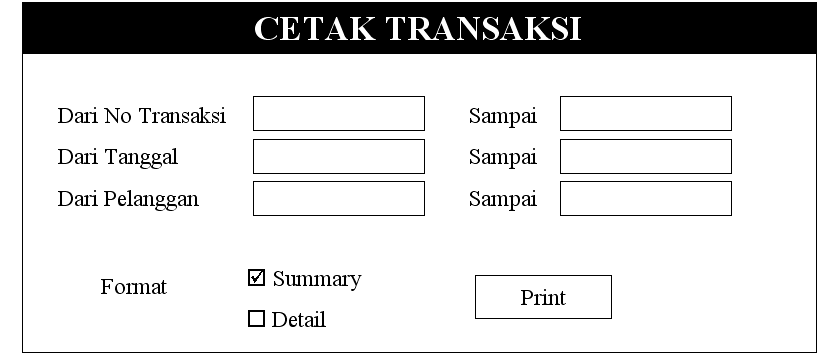 CETAK TRANSAKSI
Dari No Transaksi Sampai
Dari Tanggal Sampai
Dari Pelanggan Sampai
Format
Summary
Print
Detail